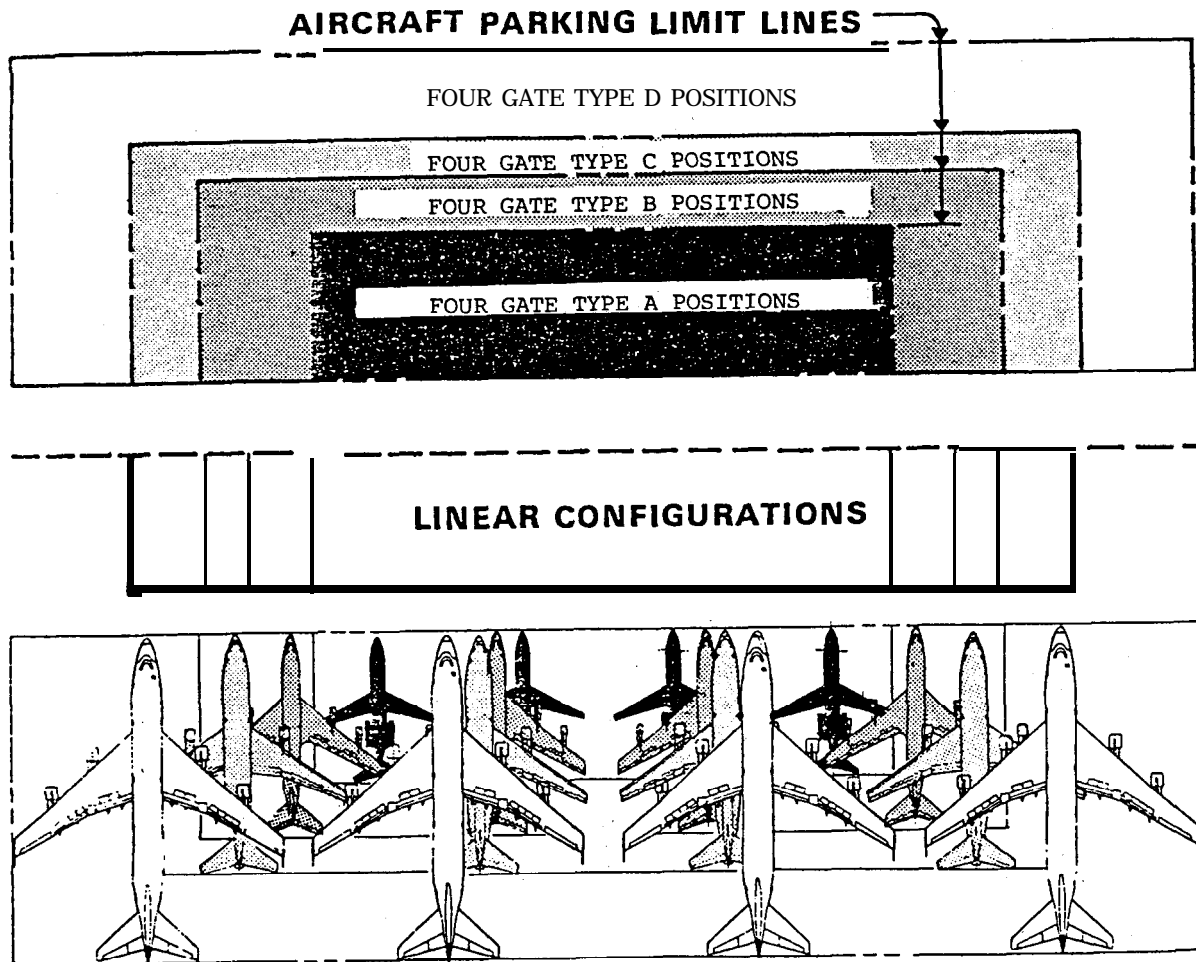 AIRCRAFT PARKING LIMIT LINES
FOUR GATE TYPE D POSITIONS
FOUR GATE TYPE C POSITIONS
FOUR GATE TYPE B POSITIONS
FOUR GATE TYPE A POSITIONS
LINEAR CONFIGURATIONS